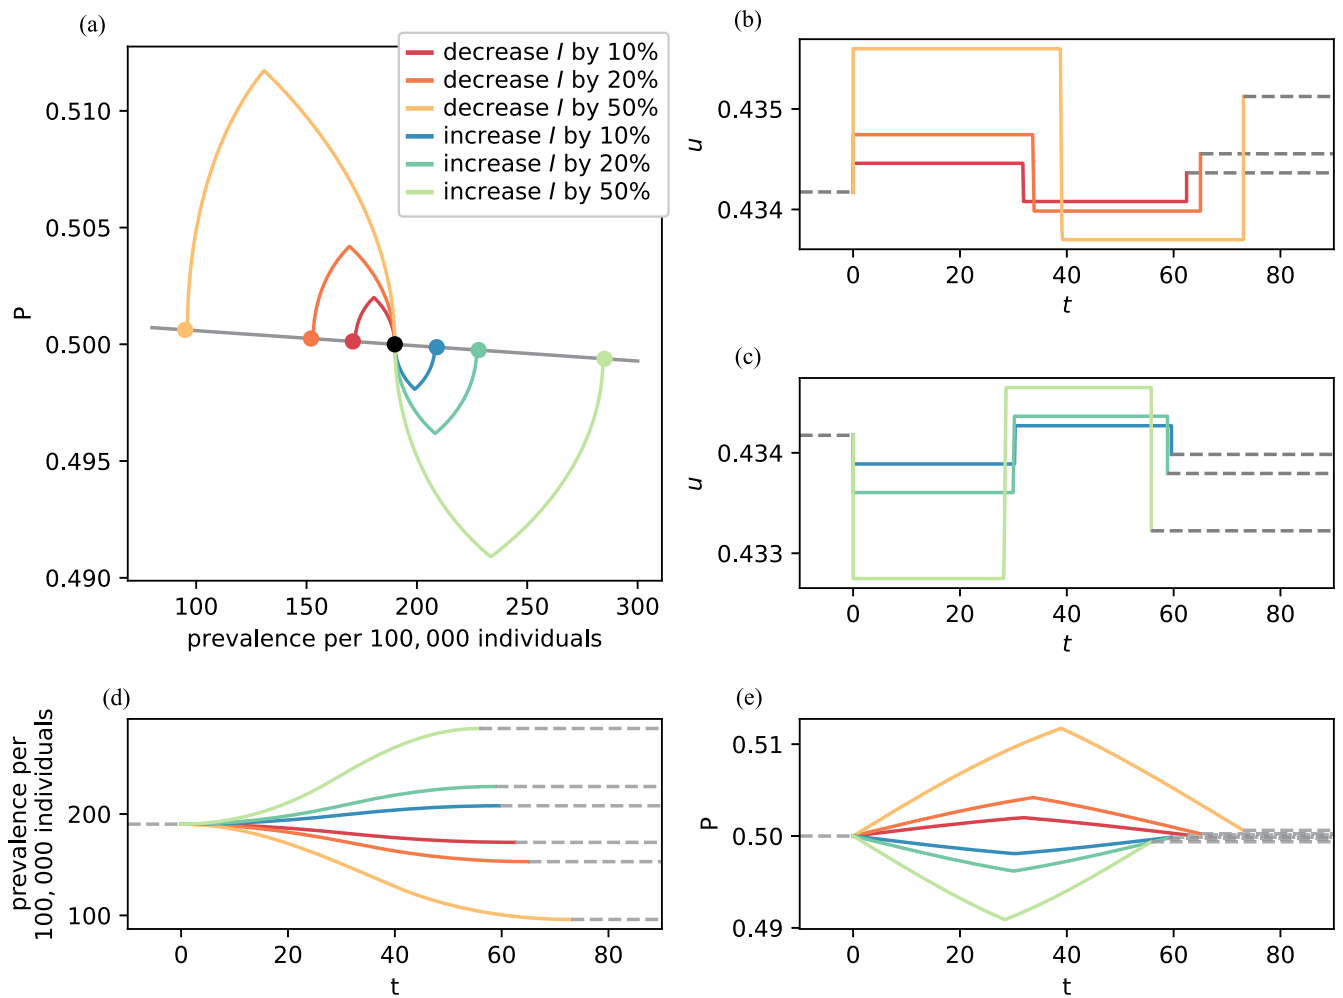 (a)
decrease I by 10%
decrease I by 20%
decrease I by 50%
increase I by 10%
increase I by 20%
increase I by 50%
0.510
0.505
0.500
0.495
0.490
P
100 150 200 250 300
prevalence per 100,000 individuals
(b)
0.435
0.434
u
0 20 40 60 80
t
(c)
0.434
0.433
u
0 20 40 60 80
t
(d)
prevalence per
100,000 individuals
200
100
0 20 40 60 80
t
(e)
0.51
0.50
0.49
P
0 20 40 60 80
t